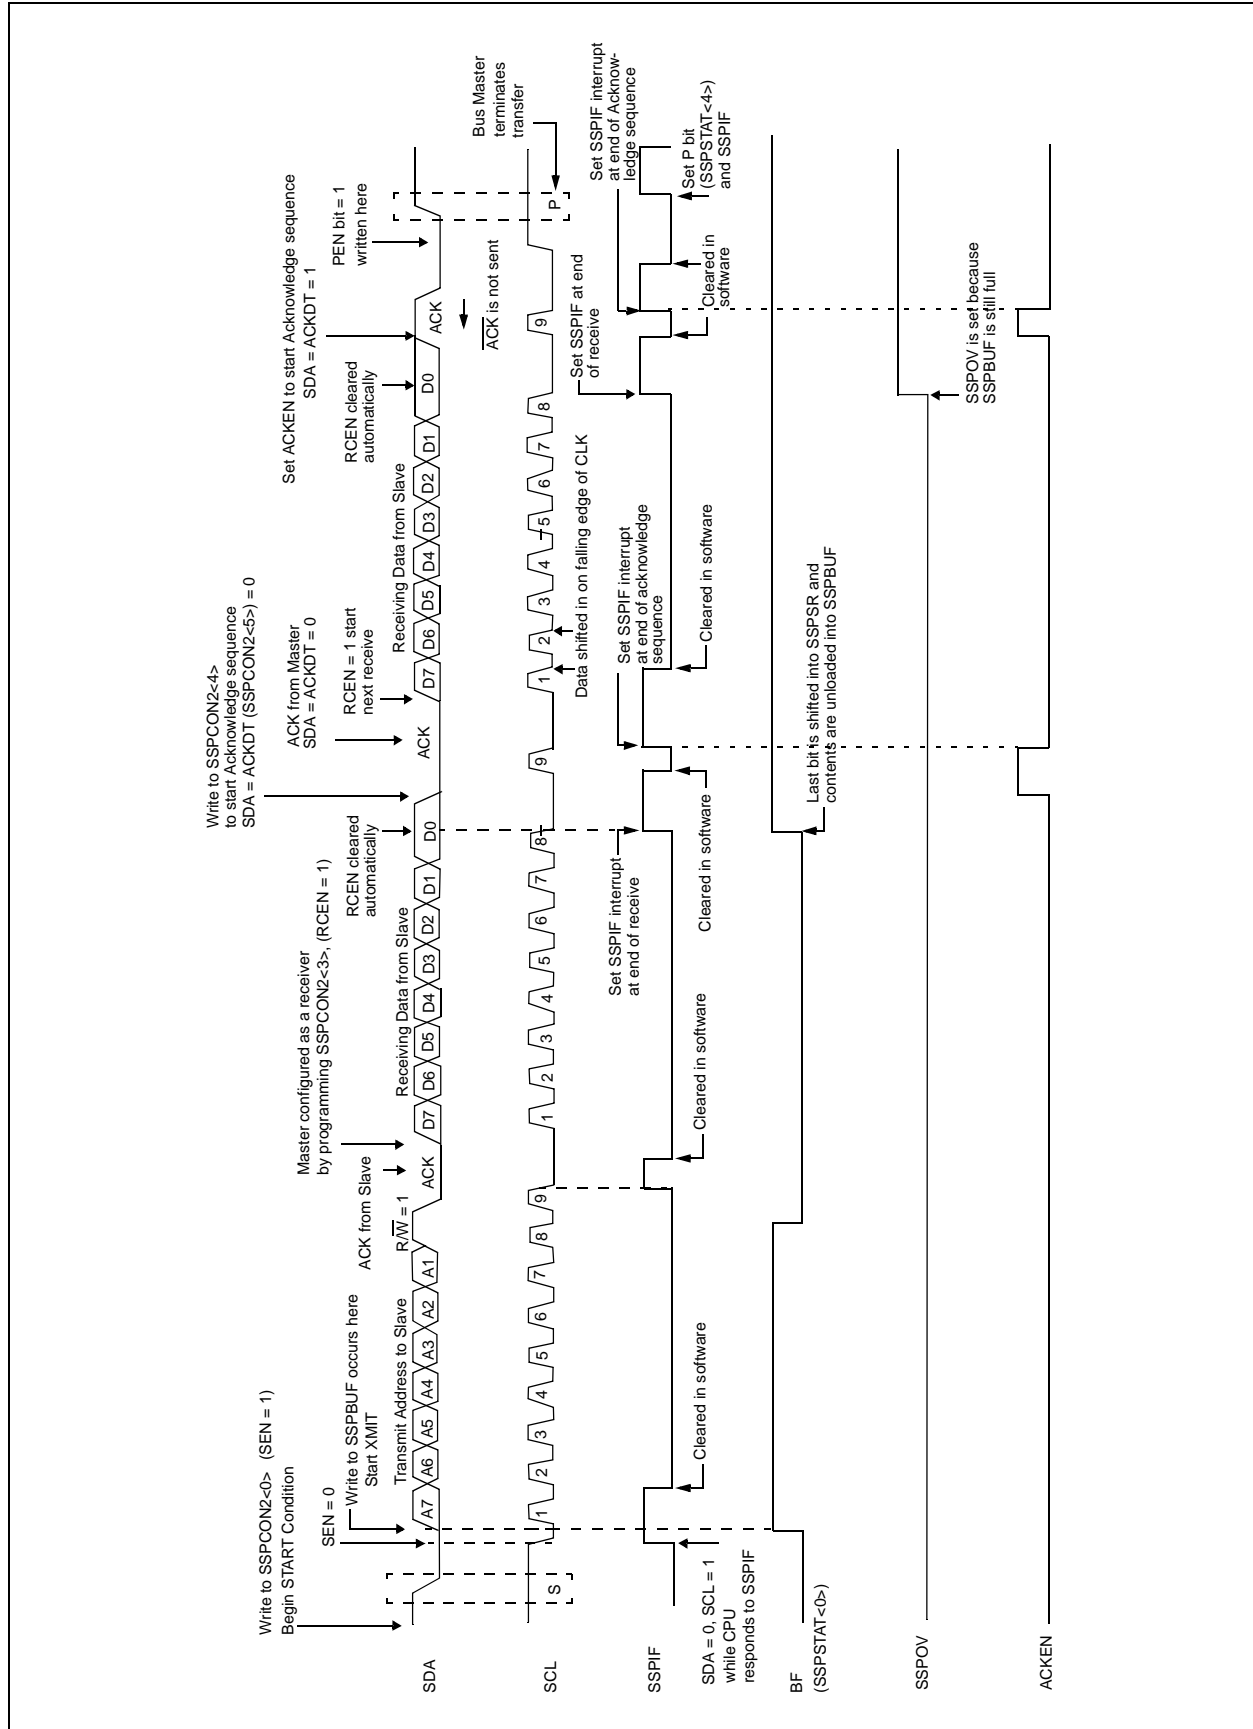 Write to SSPCON2<4>
to start Acknowledge sequence
SDA = ACKDT (SSPCON2<5>) = 0
Set ACKEN to start Acknowledge sequence
SDA = ACKDT = 1
Write to SSPCON2<0> (SEN = 1)
Begin START Condition
Master configured as a receiver
by programming SSPCON2<3>, (RCEN = 1)
ACK from Master
SDA = ACKDT = 0
PEN bit = 1
written here
SEN = 0
Write to SSPBUF occurs here
Start XMIT
ACK from Slave
RCEN cleared
automatically
RCEN = 1 start
next receive
RCEN cleared
automatically
Transmit Address to Slave
R/W = 1
Receiving Data from Slave
Receiving Data from Slave
SDA
A7 A6 A5 A4 A3 A2 A1
ACK
D7 D6 D5 D4 D3 D2 D1 D0
ACK
D7 D6 D5 D4 D3 D2 D1 D0
ACK
ACK is not sent
Bus Master
terminates
transfer
SCL
S
1 2 3 4 5 6 7 8 9
1 2 3 4 5 6 7 8 9
1 2 3 4 5 6 7 8 9
P
Data shifted in on falling edge of CLK
Set SSPIF at end
of receive
Set SSPIF interrupt
at end of Acknow-
ledge sequence
Set SSPIF interrupt
at end of receive
Set SSPIF interrupt
at end of acknowledge
sequence
SSPIF
SDA = 0, SCL = 1
while CPU
responds to SSPIF
Cleared in software
Cleared in software
Cleared in software
Cleared in software
Cleared in
software
Set P bit
(SSPSTAT<4>)
and SSPIF
BF
(SSPSTAT<0>)
Last bit is shifted into SSPSR and
contents are unloaded into SSPBUF
SSPOV
SSPOV is set because
SSPBUF is still full
ACKEN